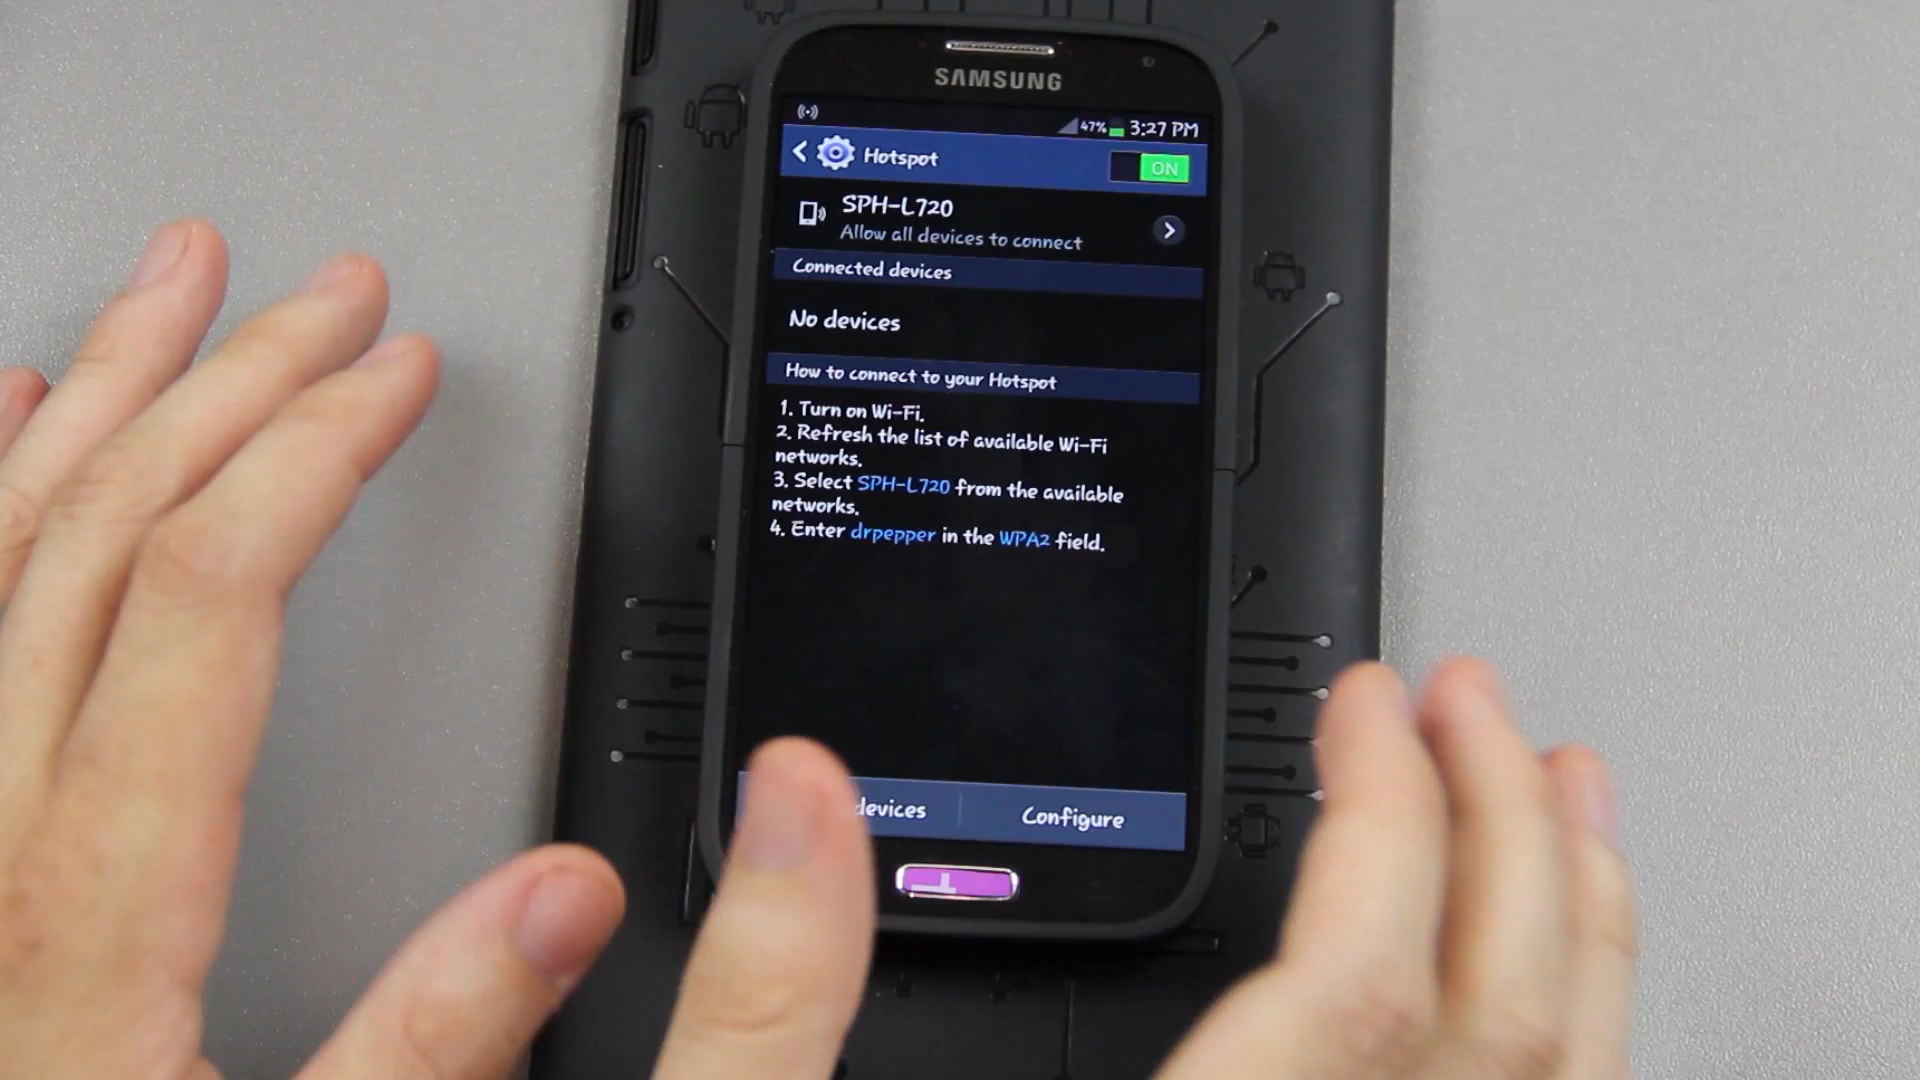 SAMSUNG
47% 3:27 PM
Hotspot
ON
SPH-L720
Allow all devices to connect
Connected devices
No devices
How to connect to your Hotspot
1. Turn on Wi-Fi.
2. Refresh the list of available Wi-Fi
networks.
3. Select SPH-L720 from the available
networks.
4. Enter drpepper in the WPA2 field.
devices Configure